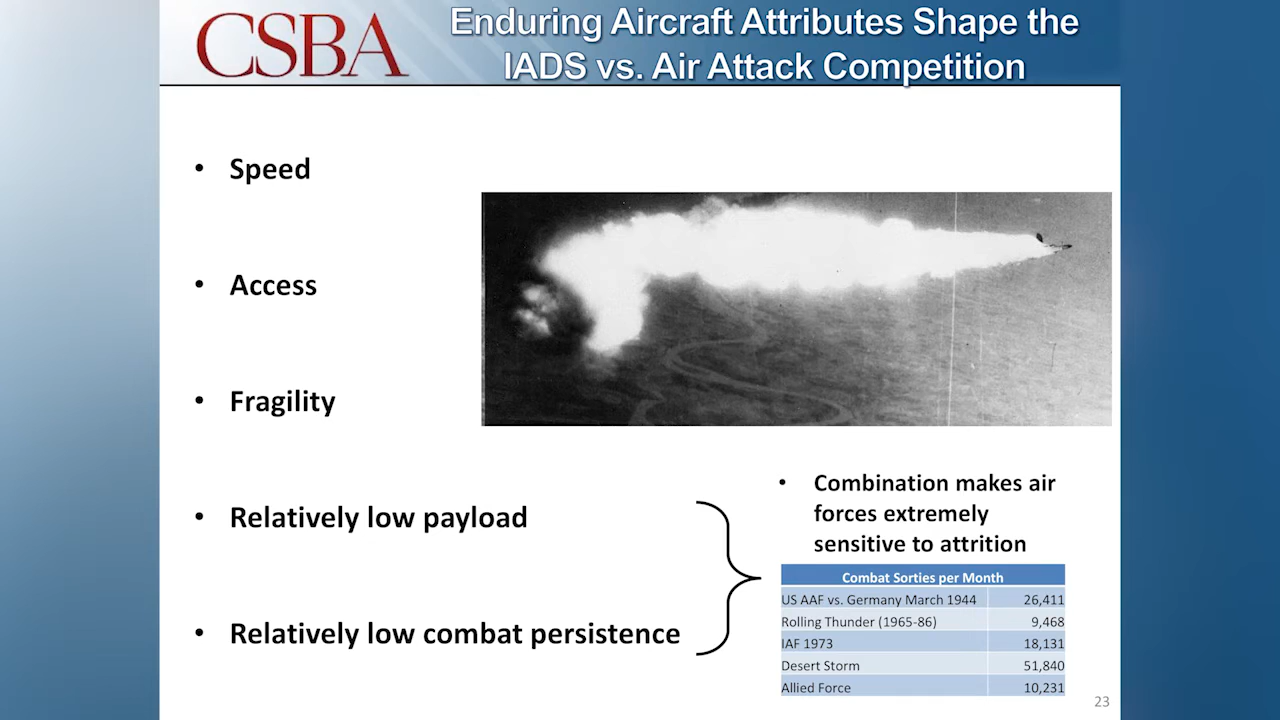 CSBA
Enduring Aircraft Attributes Shape the
IADS vs. Air Attack Competition
• Speed
• Access
• Fragility
• Relatively low payload
• Relatively low combat persistence
• Combination makes air
forces extremely
sensitive to attrition
Combat Sorties per Month
US AAF vs. Germany March 1944 26,411
Rolling Thunder (1965-86) 9,468
IAF 1973 18,131
Desert Storm 51,840
Allied Force 10,231
23